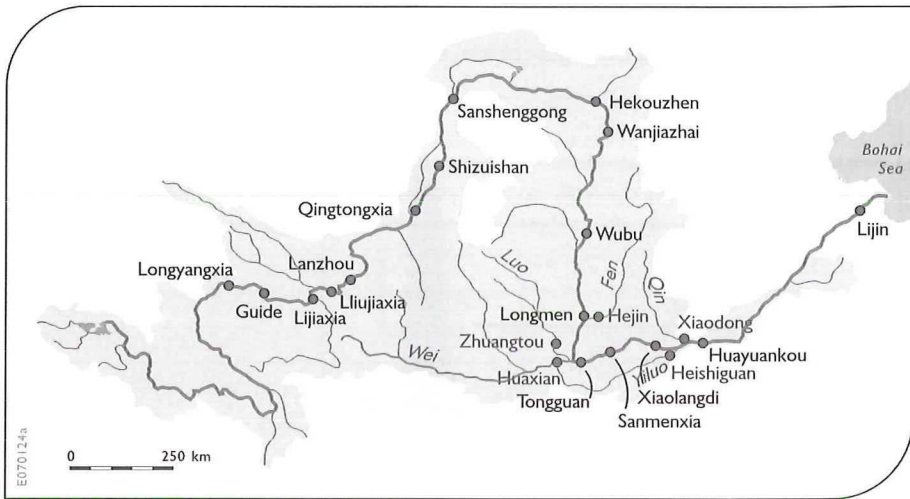 Sanshenggong
Hekouzhen
Wanjiazhai
Bohai
Sea
Shizuishan
Qingtongxia
Lijin
Wubu
Luo
Fen
Qin
Lanzhou
Longyangxia
Lliujiaxia
Guide
Lijiaxia
Longmen
Hejin
Xiaodong
Zhuangtou
Wei
Huayuankou
Huaxian
Yiluo
Heishiguan
Tongguan
Xiaolangdi
Sanmenxia
0 250 km
E070124a